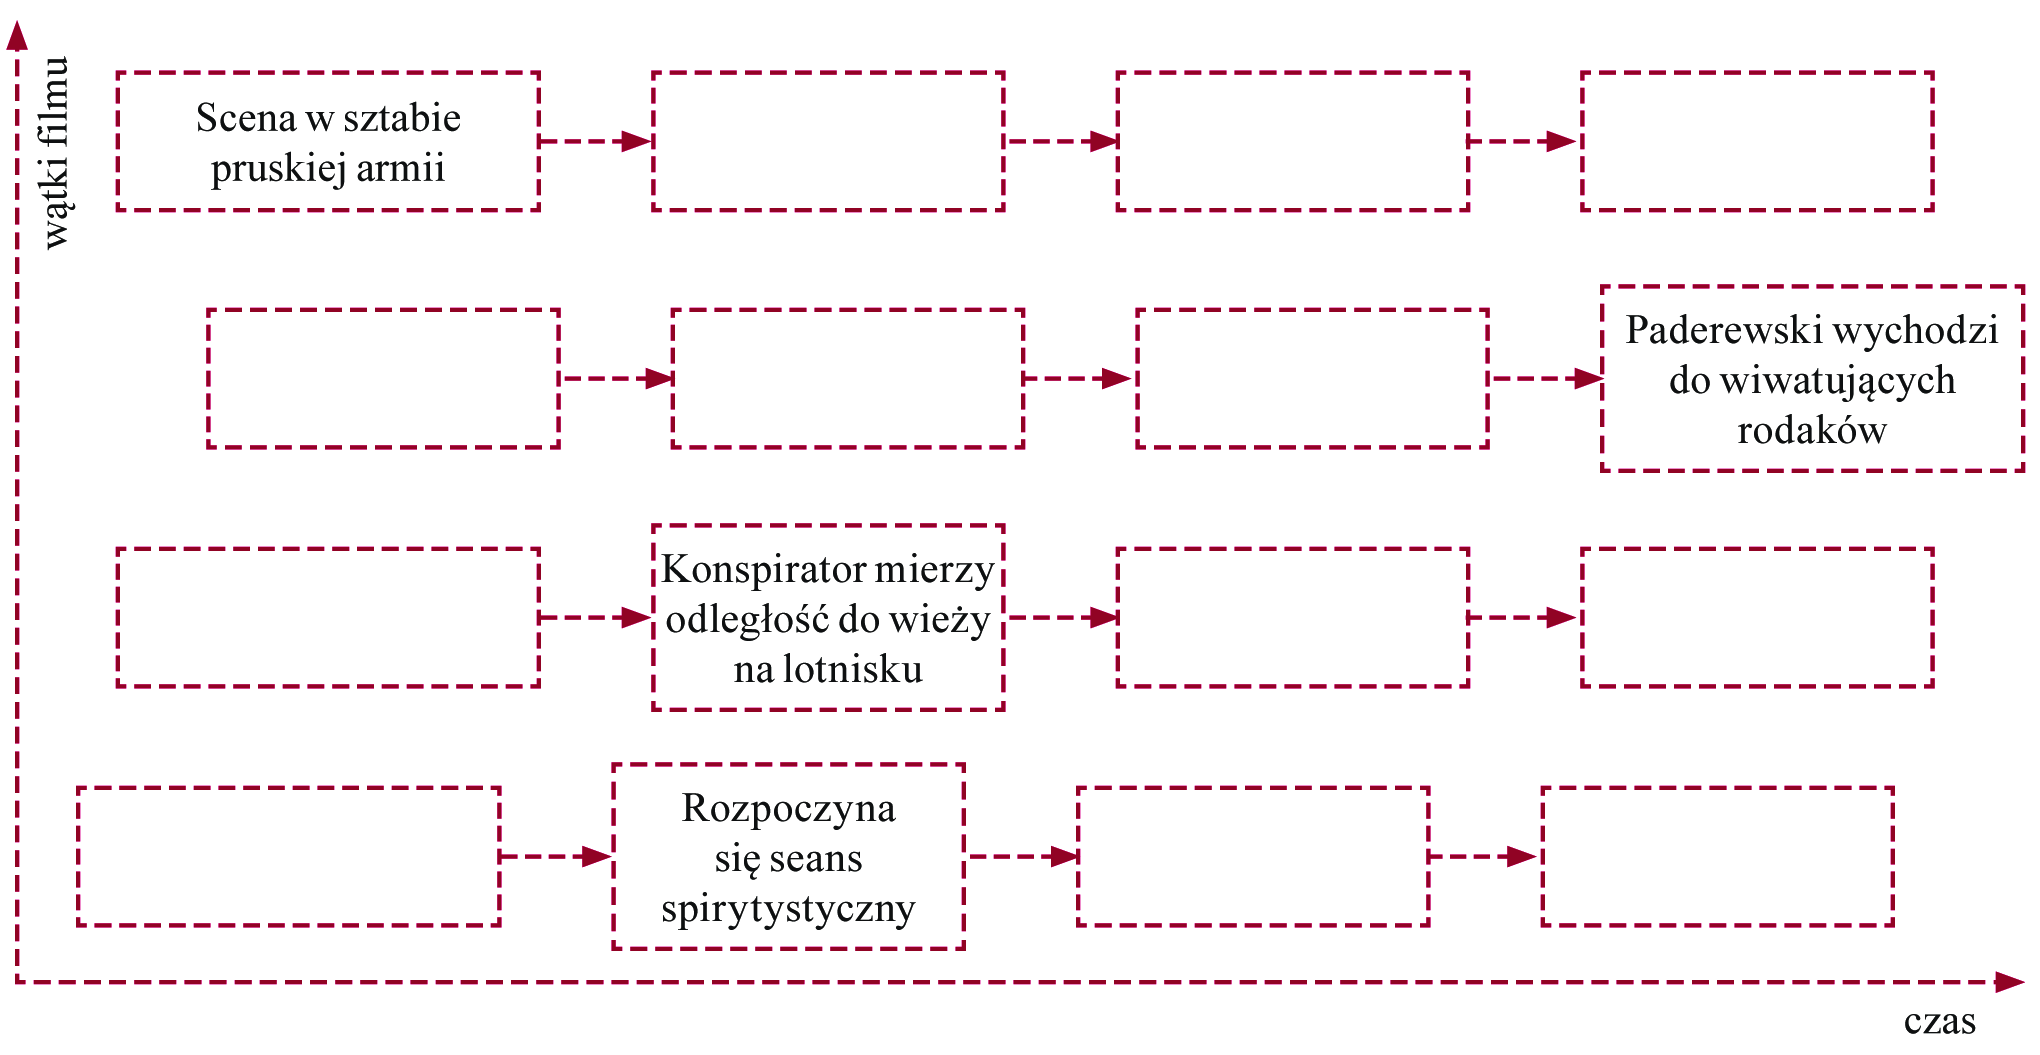 wątki filmu
Scena w sztabie
pruskiej armii
Paderewski wychodzi
do wiwatujących
rodaków
Konspirator mierzy
odległość do wieży
na lotnisku
Rozpoczyna
się seans
spirytystyczny
czas